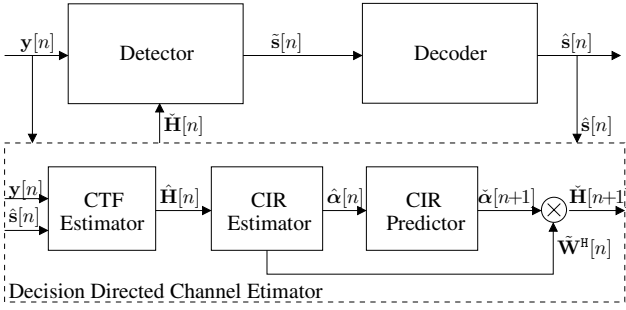 y[n]
Detector
s̃[n]
Decoder
ŝ[n]
Ȟ[n]
ŝ[n]
y[n]
ŝ[n]
CTF
Estimator
Ĥ[n]
CIR
Estimator
α̂[n]
CIR
Predictor
α̌[n+1]
Ȟ[n+1
W̃ᴴ[n]
Decision Directed Channel Etimator